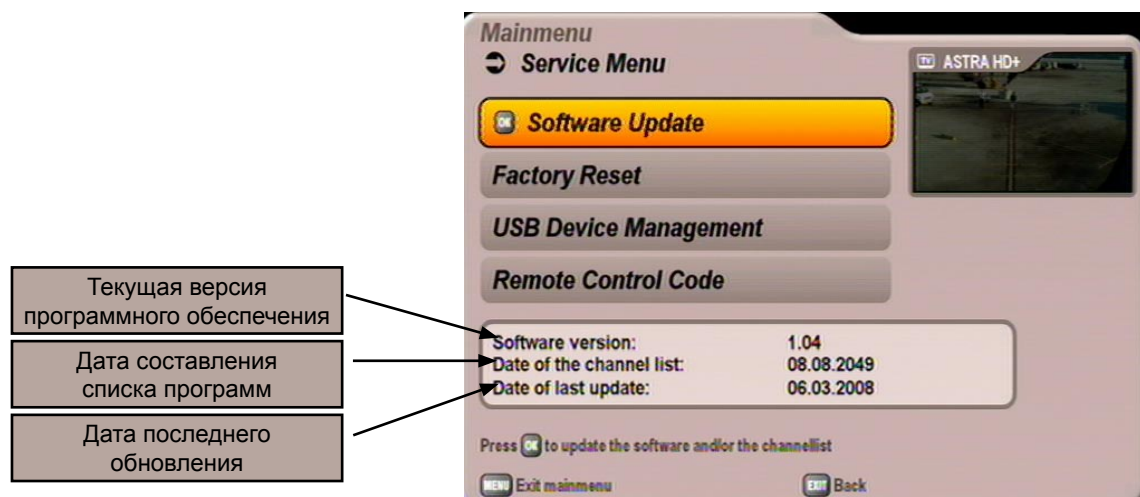 Mainmenu
Service Menu
TV ASTRA HD+
OK Software Update
Factory Reset
USB Device Management
Remote Control Code
Текущая версия
программного обеспечения
Дата составления
списка программ
Дата последнего
обновления
Software version: 1.04
Date of the channel list: 08.08.2049
Date of last update: 06.03.2008
Press OK to update the software and/or the channellist
MENU Exit mainmenu
EXIT Back